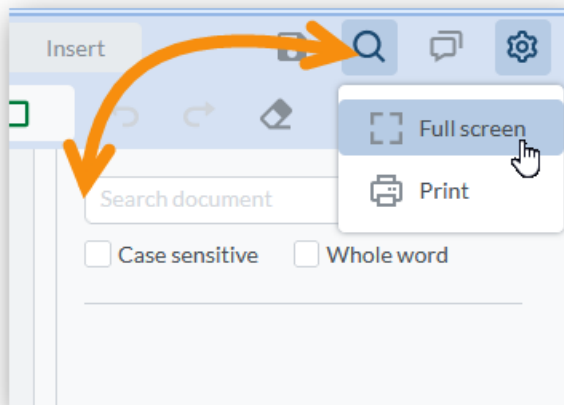 Insert
Full screen
Print
Search document
Case sensitive
Whole word